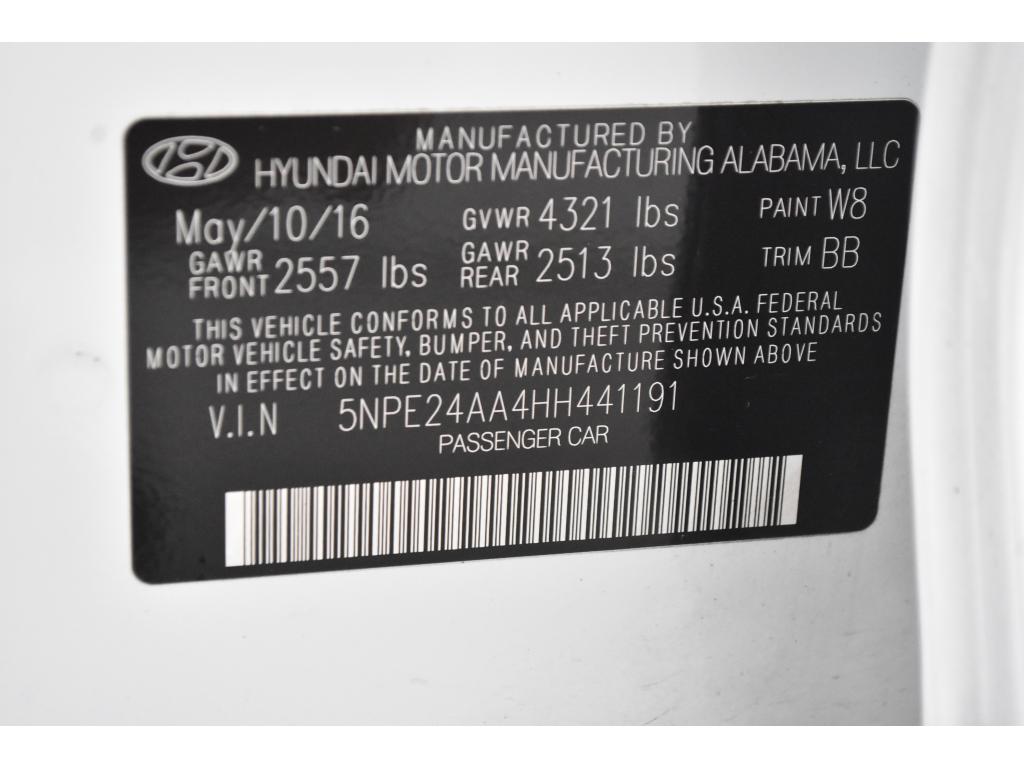 MANUFACTURED BY
HYUNDAI MOTOR MANUFACTURING ALABAMA, LLC
May/10/16 GVWR 4321 lbs PAINT W8
GAWR FRONT 2557 lbs GAWR REAR 2513 lbs TRIM BB
THIS VEHICLE CONFORMS TO ALL APPLICABLE U.S.A. FEDERAL
MOTOR VEHICLE SAFETY, BUMPER, AND THEFT PREVENTION STANDARDS
IN EFFECT ON THE DATE OF MANUFACTURE SHOWN ABOVE
V.I.N 5NPE24AA4HH441191
PASSENGER CAR